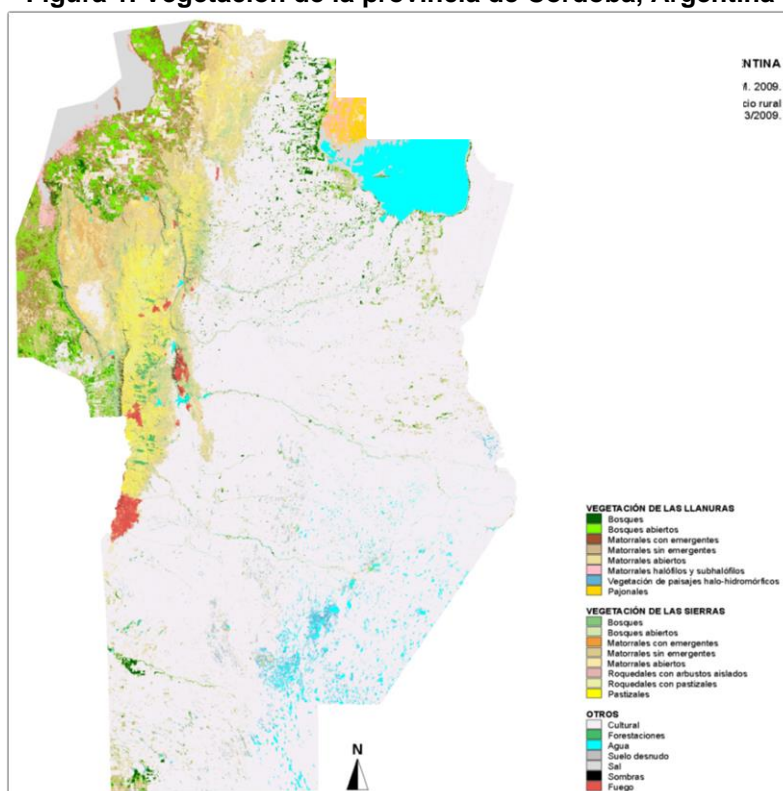 Figura 1. Vegetación de la provincia de Córdoba, Argentina
NTINA
M. 2009.
cio rural
3/2009.
VEGETACIÓN DE LAS LLANURAS
Bosques
Bosques abiertos
Matorrales con emergentes
Matorrales sin emergentes
Matorrales abiertos
Matorrales halófilos y subhalófilos
Vegetación de paisajes halo-hidromórficos
Pajonales
VEGETACIÓN DE LAS SIERRAS
Bosques
Bosques abiertos
Matorrales con emergentes
Matorrales sin emergentes
Matorrales abiertos
Roquedales con arbustos aislados
Roquedales con pastizales
Pastizales
OTROS
Cultural
Forestaciones
Agua
Suelo desnudo
Sal
Sombras
Fuego
N